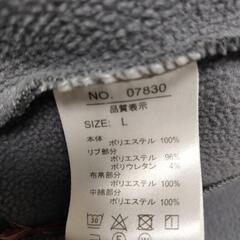 NO. 07830
品質表示
SIZE: L
本体
ポリエステル 100%
リブ部分
ポリエステル 96%
ポリウレタン 4%
布帛部分
ポリエステル 100%
中綿部分
ポリエステル 100%
30